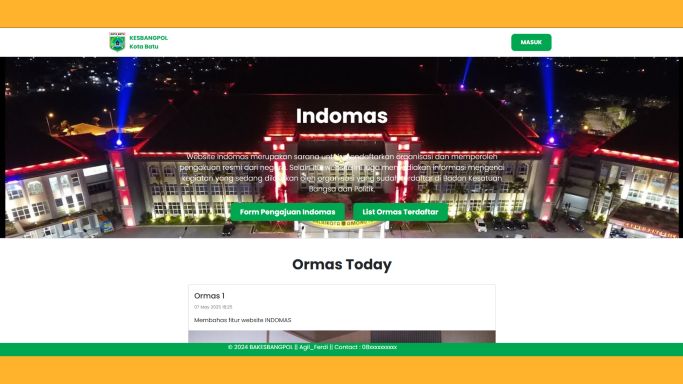 KESBANGPOL
Kota Batu
MASUK
Indomas
Website Indomas merupakan sarana untuk mendaftarkan organisasi dan memperoleh
pengakuan resmi dari negara. Selain itu, website ini juga menyediakan informasi mengenai
kegiatan yang sedang dilakukan oleh organisasi yang sudah terdaftar di Badan Kesatuan
Bangsa dan Politik.
Form Pengajuan Indomas
List Ormas Terdaftar
Ormas Today
Ormas 1
07 May 2025 18:25
Membahas fitur website INDOMAS
© 2024 BAKESBANGPOL || Agil_Ferdi || Contact : 08xxxxxxxxx